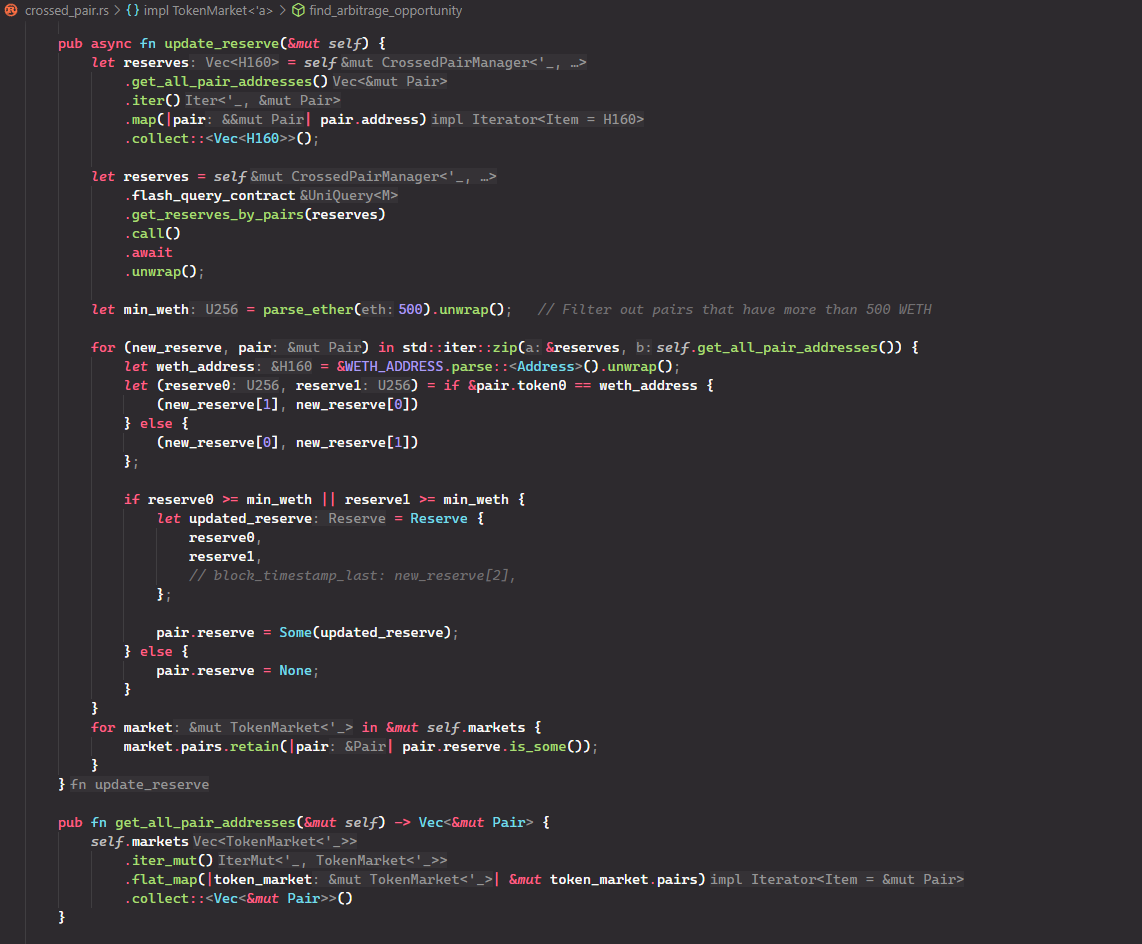 crossed_pair.rs > {} impl TokenMarket<'a> > find_arbitrage_opportunity
pub async fn update_reserve(&mut self) {
let reserves: Vec<H160> = self &mut CrossedPairManager<'_, …>
.get_all_pair_addresses() Vec<&mut Pair>
.iter() Iter<'_, &mut Pair>
.map(|pair: &&mut Pair| pair.address) impl Iterator<Item = H160>
.collect::<Vec<H160>>();
let reserves = self &mut CrossedPairManager<'_, …>
.flash_query_contract &UniQuery<M>
.get_reserves_by_pairs(reserves)
.call()
.await
.unwrap();
let min_weth: U256 = parse_ether(eth: 500).unwrap(); // Filter out pairs that have more than 500 WETH
for (new_reserve, pair: &mut Pair) in std::iter::zip(a: &reserves, b: self.get_all_pair_addresses()) {
let weth_address: &H160 = &WETH_ADDRESS.parse::<Address>().unwrap();
let (reserve0: U256, reserve1: U256) = if &pair.token0 == weth_address {
(new_reserve[1], new_reserve[0])
} else {
(new_reserve[0], new_reserve[1])
};
if reserve0 >= min_weth || reserve1 >= min_weth {
let updated_reserve: Reserve = Reserve {
reserve0,
reserve1,
// block_timestamp_last: new_reserve[2],
};
pair.reserve = Some(updated_reserve);
} else {
pair.reserve = None;
}
}
for market: &mut TokenMarket<'_> in &mut self.markets {
market.pairs.retain(|pair: &Pair| pair.reserve.is_some());
}
} fn update_reserve
pub fn get_all_pair_addresses(&mut self) -> Vec<&mut Pair> {
self.markets Vec<TokenMarket<'_>>
.iter_mut() IterMut<'_, TokenMarket<'_>>
.flat_map(|token_market: &mut TokenMarket<'_>| &mut token_market.pairs) impl Iterator<Item = &mut Pair>
.collect::<Vec<&mut Pair>>()
}